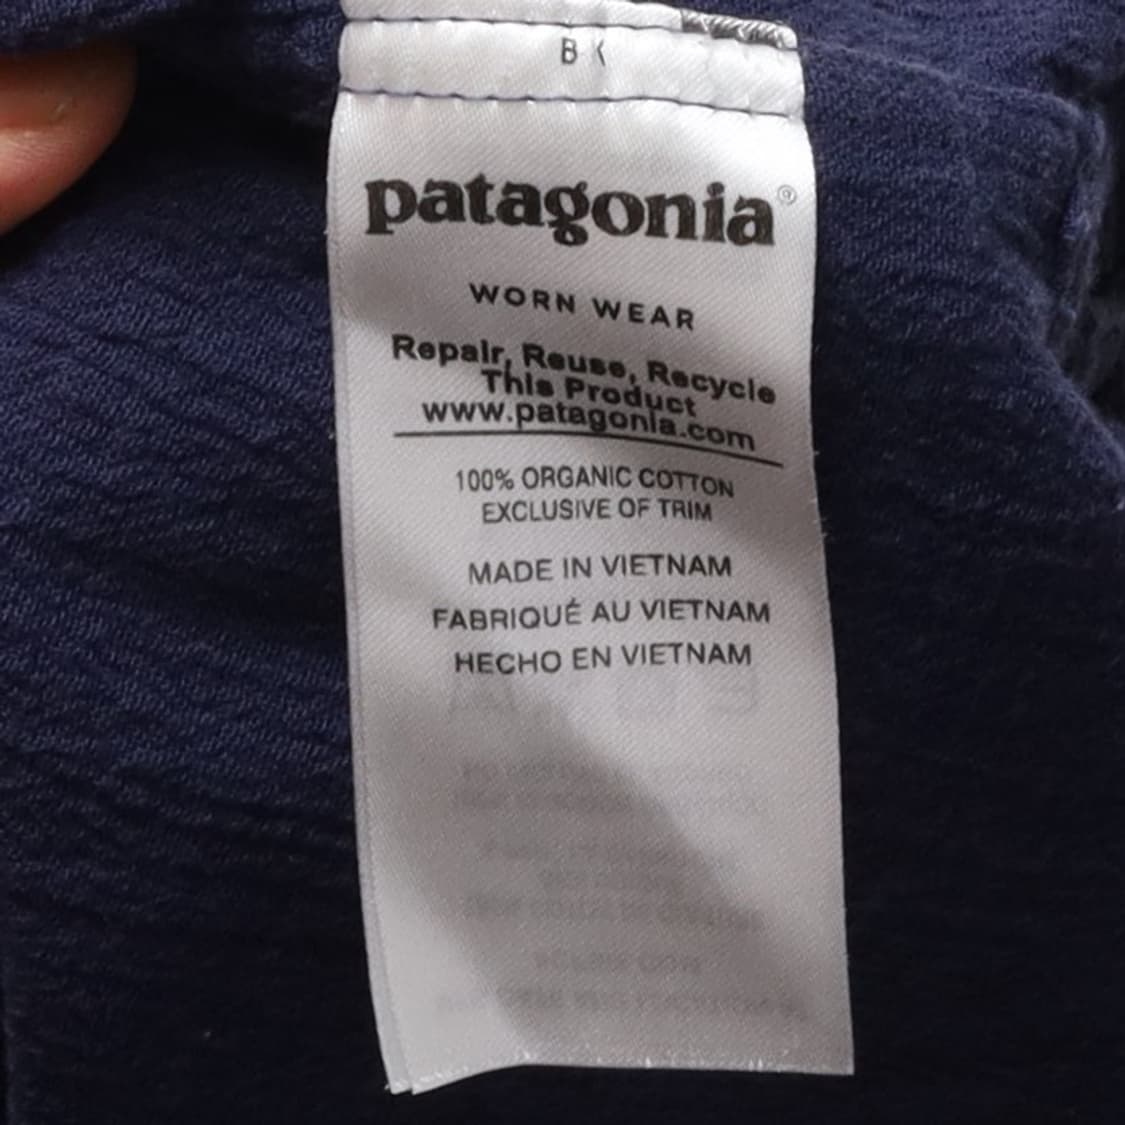 patagonia®
WORN WEAR
Repair, Reuse, Recycle
This Product
www.patagonia.com
100% ORGANIC COTTON
EXCLUSIVE OF TRIM
MADE IN VIETNAM
FABRIQUÉ AU VIETNAM
HECHO EN VIETNAM